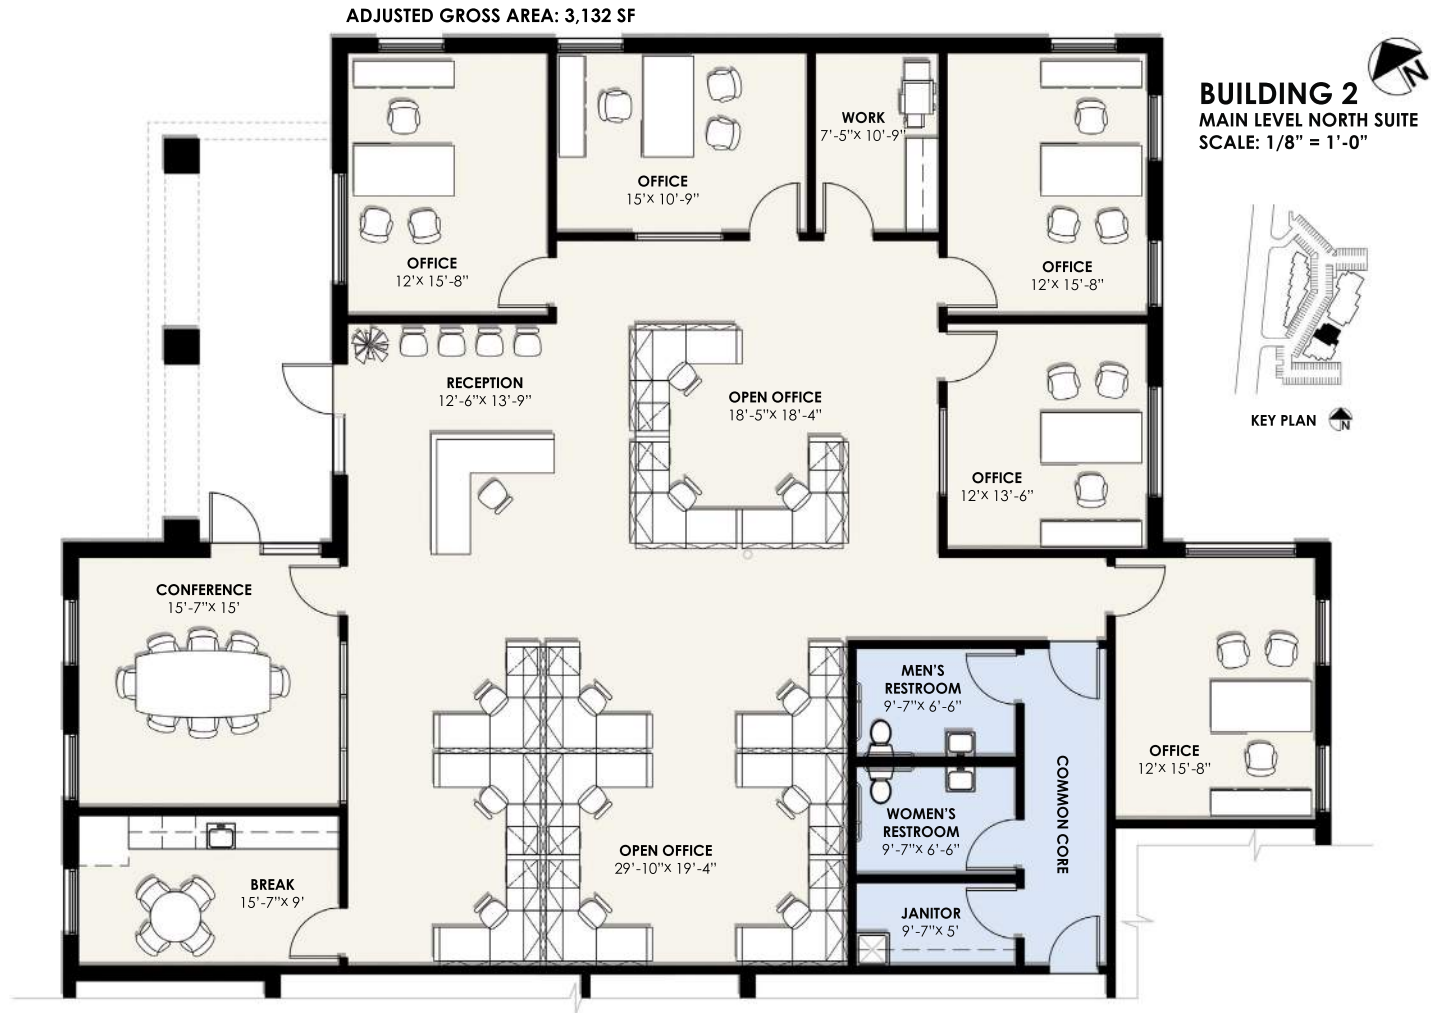 ADJUSTED GROSS AREA: 3,132 SF
BUILDING 2
MAIN LEVEL NORTH SUITE
SCALE: 1/8” = 1’-0”
N
KEY PLAN
N
OFFICE
12’x 15’-8”
OFFICE
15’x 10’-9”
WORK
7’-5”x 10’-9”
OFFICE
12’x 15’-8”
RECEPTION
12’-6”x 13’-9”
OPEN OFFICE
18’-5”x 18’-4”
OFFICE
12’x 13’-6”
CONFERENCE
15’-7”x 15’
MEN’S
RESTROOM
9’-7”x 6’-6”
WOMEN’S
RESTROOM
9’-7”x 6’-6”
COMMON CORE
OFFICE
12’x 15’-8”
OPEN OFFICE
29’-10”x 19’-4”
BREAK
15’-7”x 9’
JANITOR
9’-7”x 5’